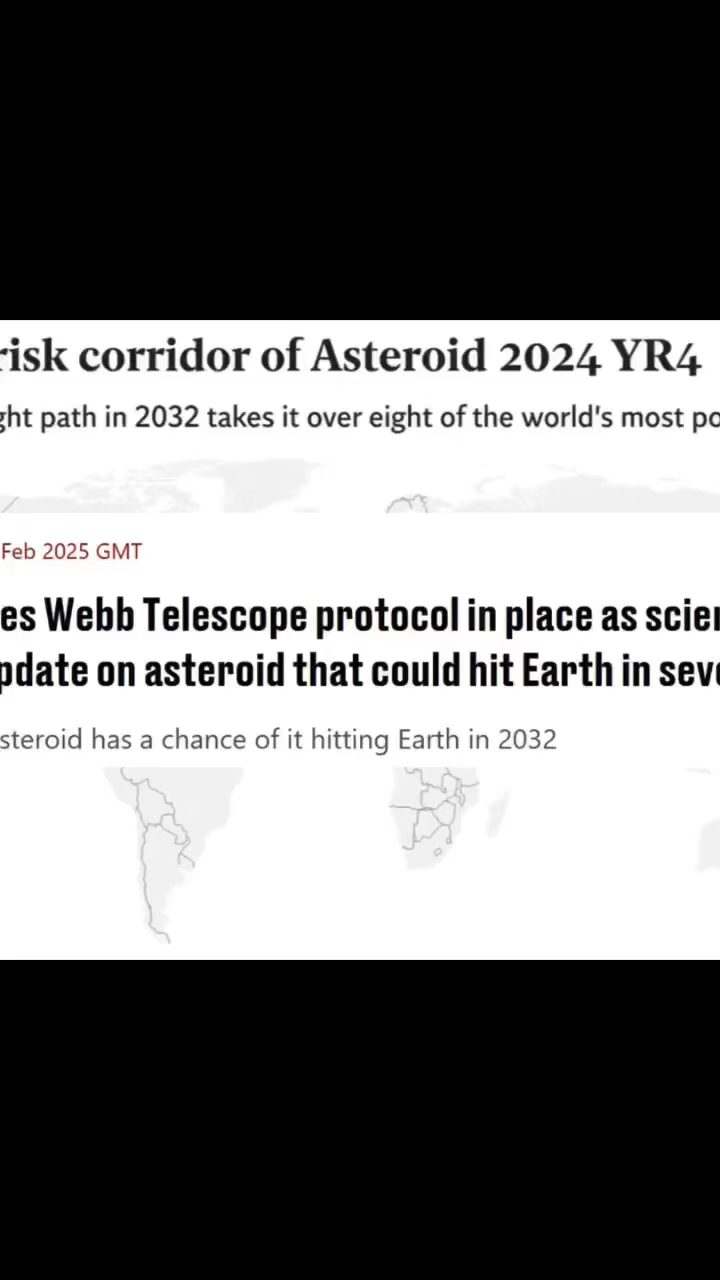 risk corridor of Asteroid 2024 YR4
ght path in 2032 takes it over eight of the world's most po
Feb 2025 GMT
es Webb Telescope protocol in place as scien
pdate on asteroid that could hit Earth in seve
steroid has a chance of it hitting Earth in 2032